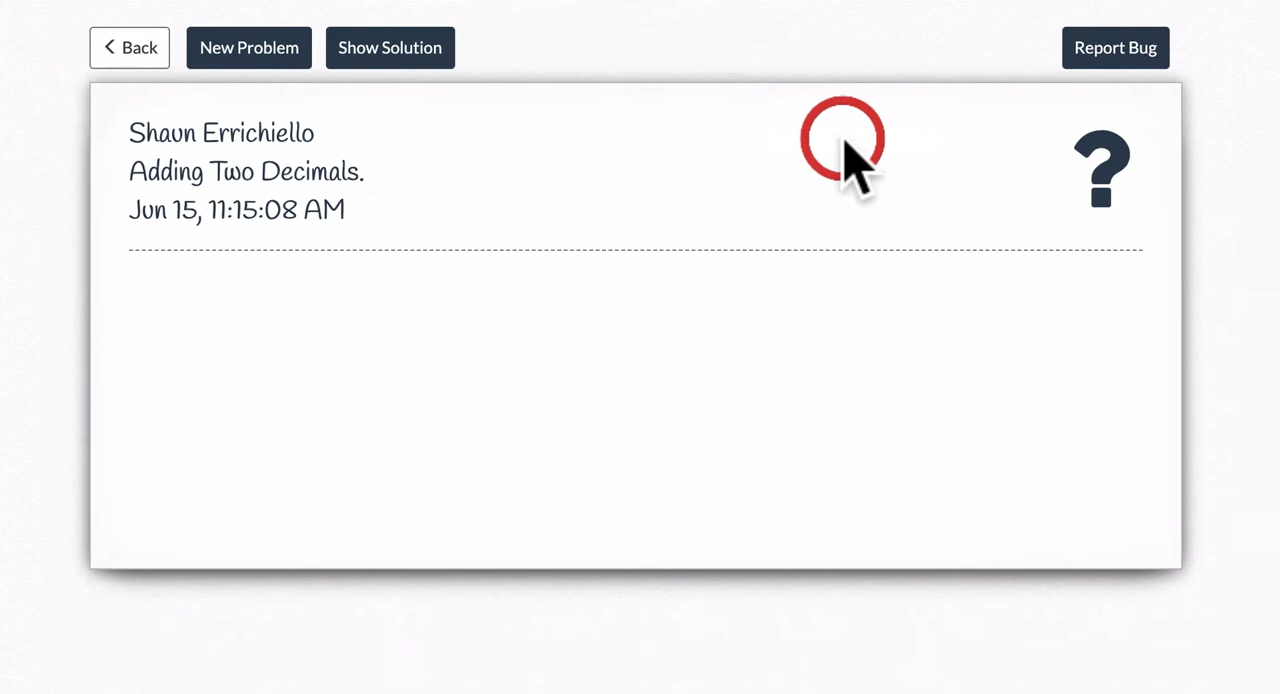 Back New Problem Show Solution Report Bug
Shaun Errichiello
Adding Two Decimals.
Jun 15, 11:15:08 AM
?